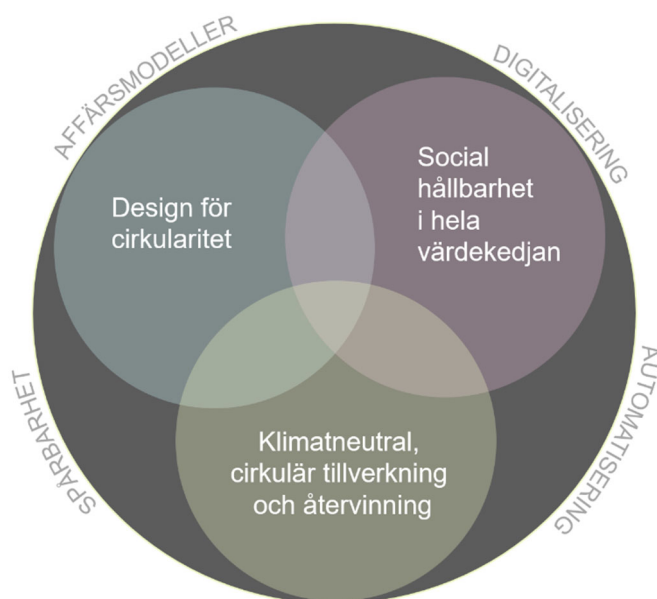 AFFÄRSMODELLER
DIGITALISERING
Design för
cirkularitet
Social
hållbarhet
i hela
värdekedjan
SPÅRBARHET
AUTOMATISERING
Klimatneutral,
cirkulär tillverkning
och återvinning